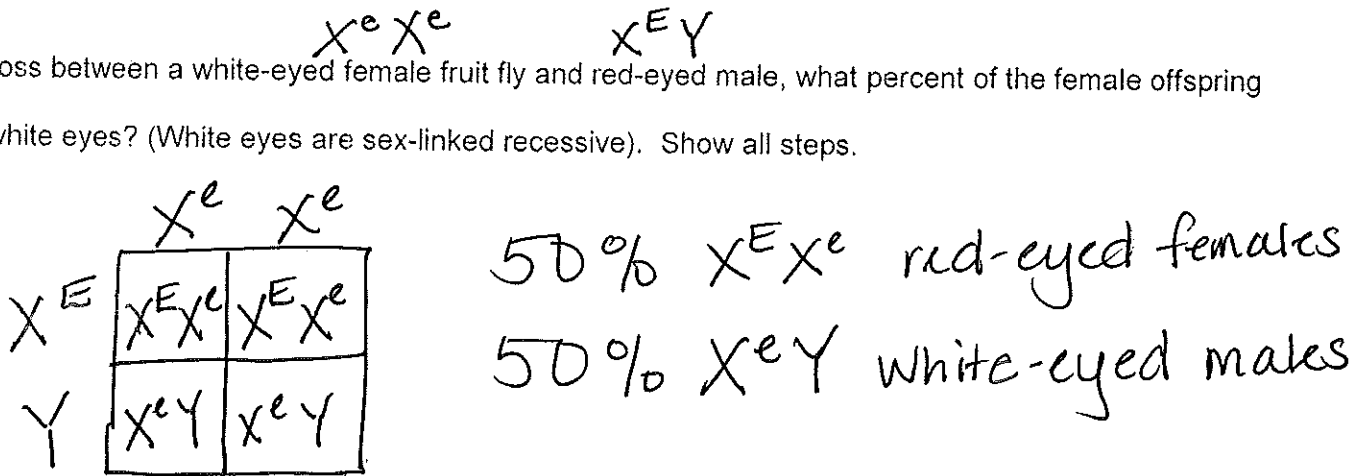 XᵉXᵉ XᴱY
oss between a white-eyed female fruit fly and red-eyed male, what percent of the female offspring
hite eyes? (White eyes are sex-linked recessive). Show all steps.
Xᵉ Xᵉ
50% XᴱXᵉ red-eyed females
Xᴱ XᴱXᵉ XᴱXᵉ
50% XᵉY white-eyed males
Y XᵉY XᵉY